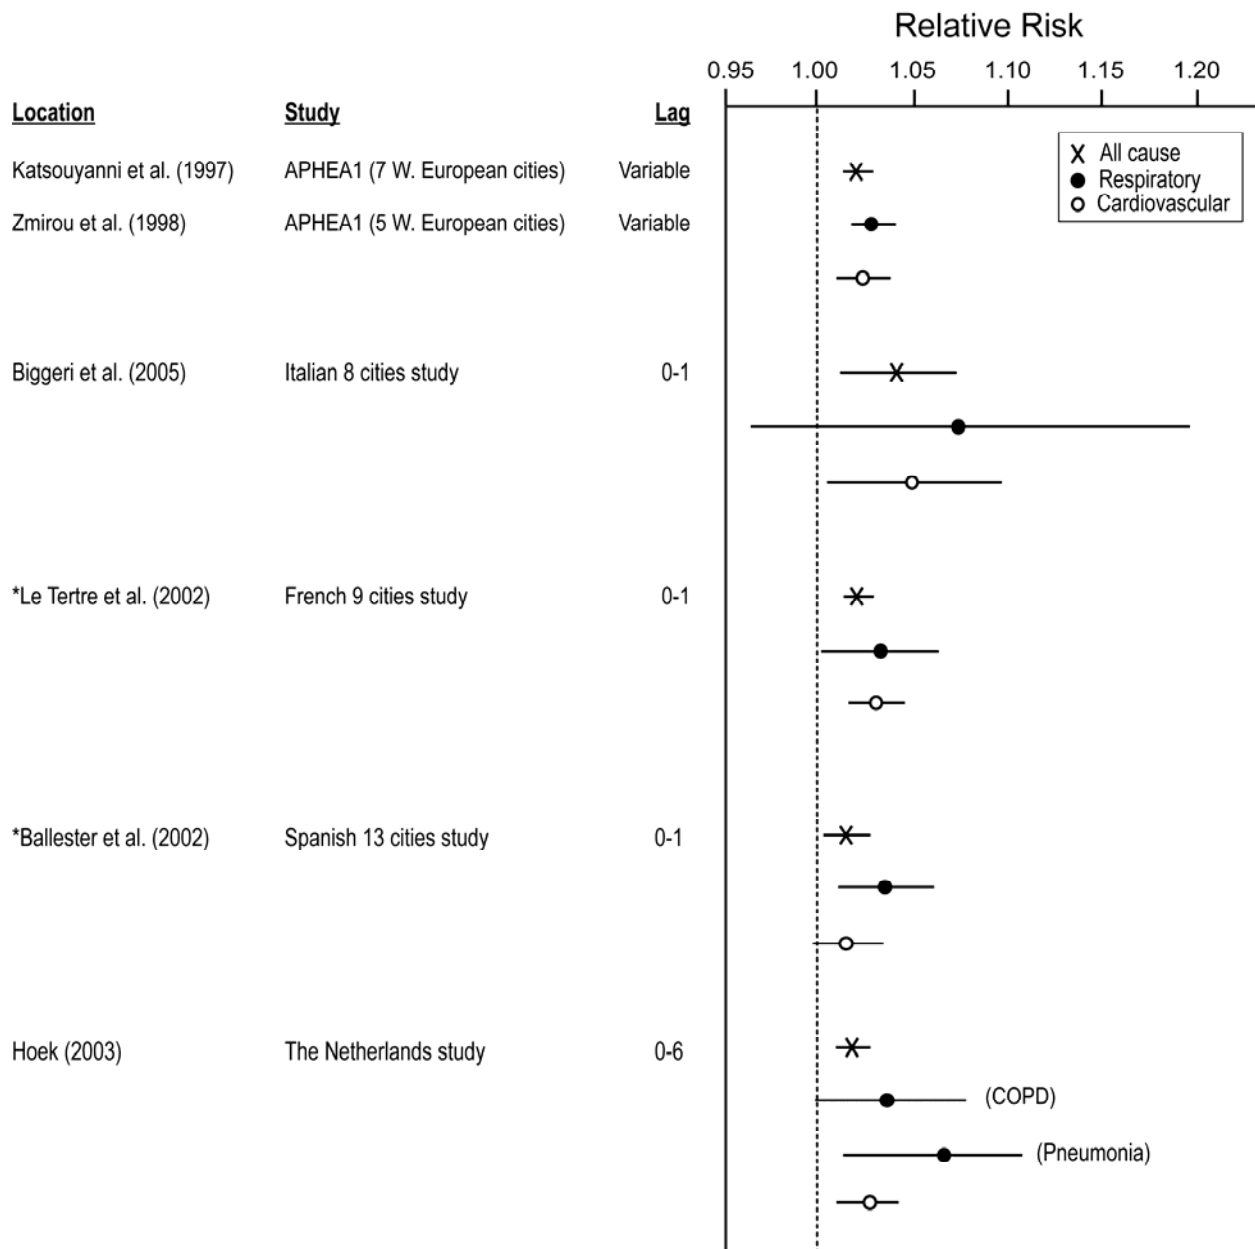 Relative Risk
0.95 1.00 1.05 1.10 1.15 1.20
Location Study Lag
All cause
Respiratory
Cardiovascular
Katsouyanni et al. (1997) APHEA1 (7 W. European cities) Variable
Zmirou et al. (1998) APHEA1 (5 W. European cities) Variable
Biggeri et al. (2005) Italian 8 cities study 0-1
*Le Tertre et al. (2002) French 9 cities study 0-1
*Ballester et al. (2002) Spanish 13 cities study 0-1
Hoek (2003) The Netherlands study 0-6
(COPD)
(Pneumonia)